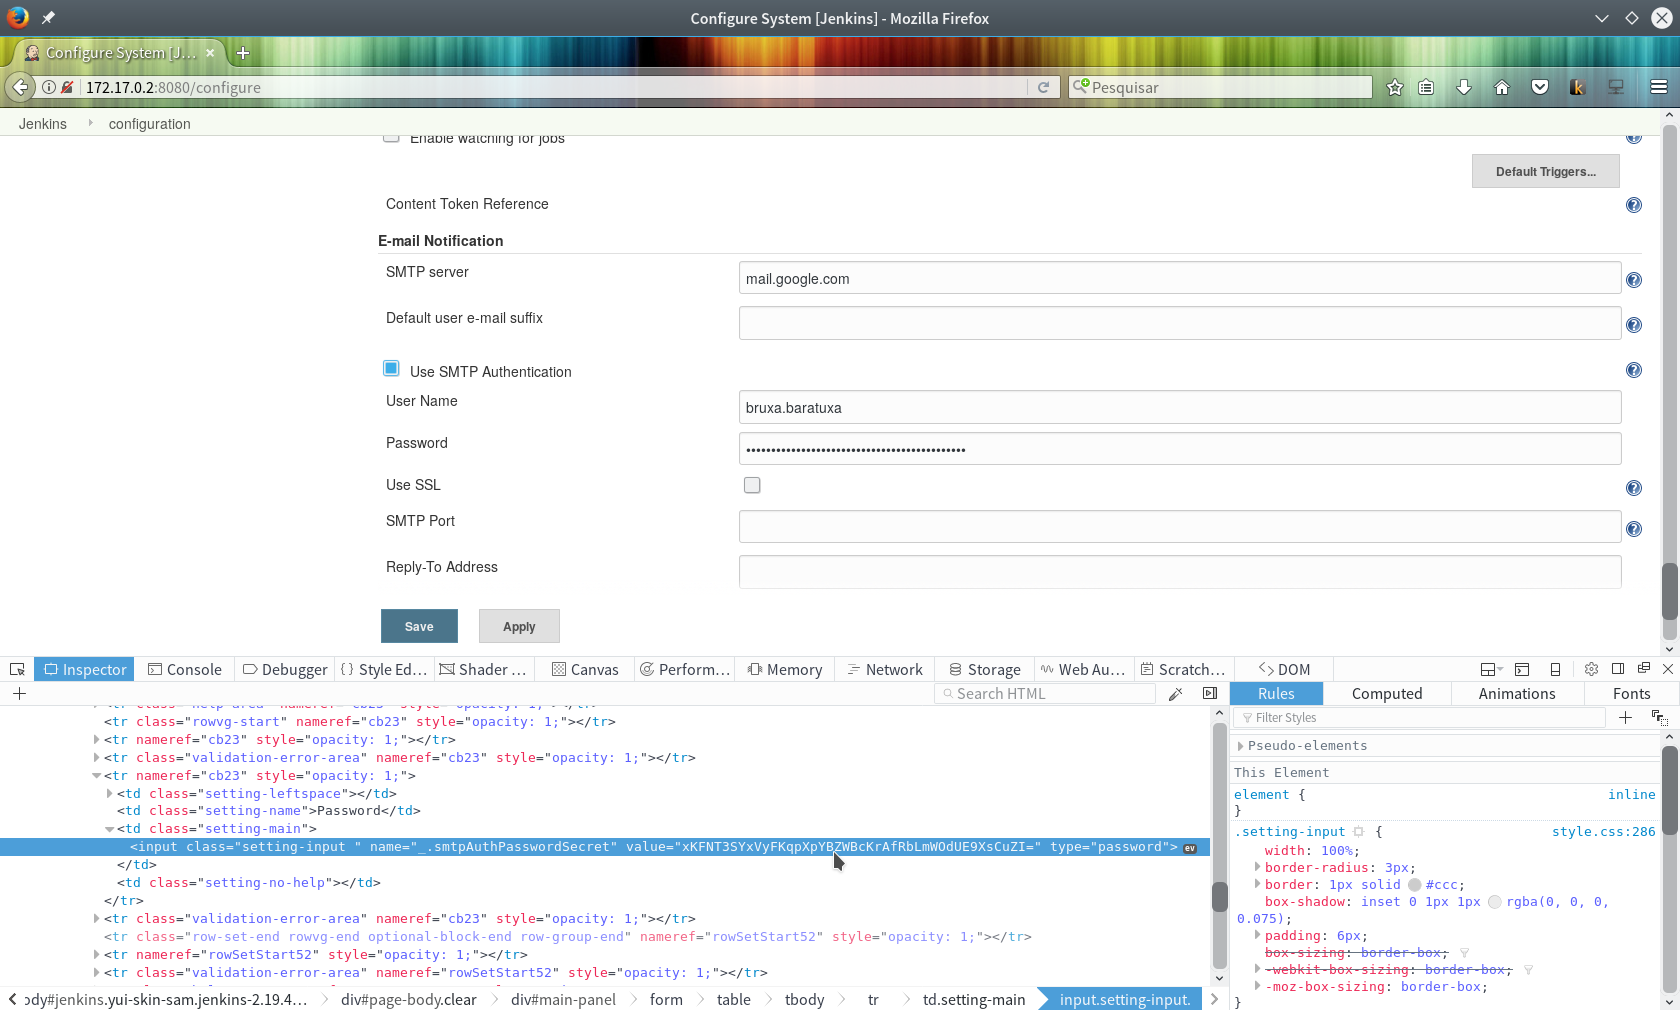 Configure System [Jenkins] - Mozilla Firefox
Configure System [J...
172.17.0.2:8080/configure
Pesquisar
Jenkins
configuration
Enable watching for jobs
Default Triggers...
Content Token Reference
E-mail Notification
SMTP server
mail.google.com
Default user e-mail suffix
Use SMTP Authentication
User Name
bruxa.baratuxa
Password
••••••••••••••••••••••••••••••••••••••••••••
Use SSL
SMTP Port
Reply-To Address
Save
Apply
Inspector
Console
Debugger
{ } Style Ed...
Shader ...
Canvas
Perform...
Memory
Network
Storage
Web Au...
Scratch...
DOM
Search HTML
Rules
Computed
Animations
Fonts
Filter Styles
<tr class="rowvg-start" nameref="cb23" style="opacity: 1;"></tr>
<tr nameref="cb23" style="opacity: 1;"></tr>
<tr class="validation-error-area" nameref="cb23" style="opacity: 1;"></tr>
<tr nameref="cb23" style="opacity: 1;">
<td class="setting-leftspace"></td>
<td class="setting-name">Password</td>
<td class="setting-main">
<input class="setting-input " name="_.smtpAuthPasswordSecret" value="xKFNT3SYxVyFKqpXpYBZWBcKrAfRbLmWOdUE9XsCuZI=" type="password"> ev
</td>
<td class="setting-no-help"></td>
</tr>
<tr class="validation-error-area" nameref="cb23" style="opacity: 1;"></tr>
<tr class="row-set-end rowvg-end optional-block-end row-group-end" nameref="rowSetStart52" style="opacity: 1;"></tr>
<tr nameref="rowSetStart52" style="opacity: 1;"></tr>
<tr class="validation-error-area" nameref="rowSetStart52" style="opacity: 1;"></tr>
Pseudo-elements
This Element
element { inline
}
.setting-input { style.css:286
width: 100%;
border-radius: 3px;
border: 1px solid #ccc;
box-shadow: inset 0 1px 1px rgba(0, 0, 0,
0.075);
padding: 6px;
box-sizing: border-box;
-webkit-box-sizing: border-box;
-moz-box-sizing: border-box;
}
ody#jenkins.yui-skin-sam.jenkins-2.19.4...
div#page-body.clear
div#main-panel
form
table
tbody
tr
td.setting-main
input.setting-input.